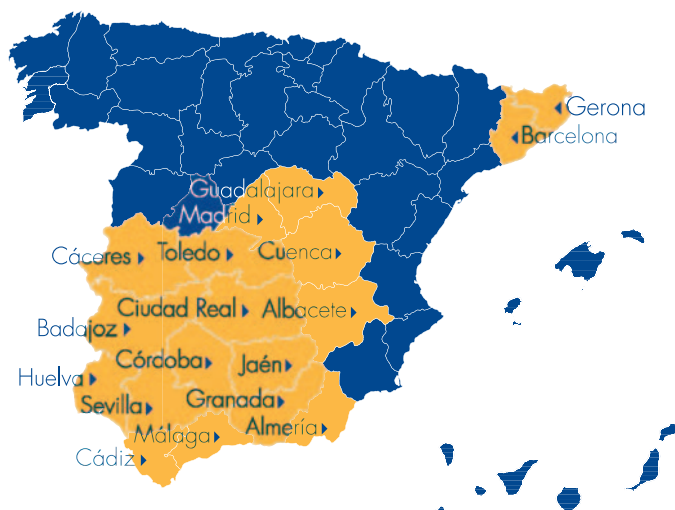 Gerona
Barcelona
Guadalajara
Madrid
Cáceres
Toledo
Cuenca
Ciudad Real
Albacete
Badajoz
Córdoba
Jaén
Huelva
Sevilla
Granada
Almería
Málaga
Cádiz